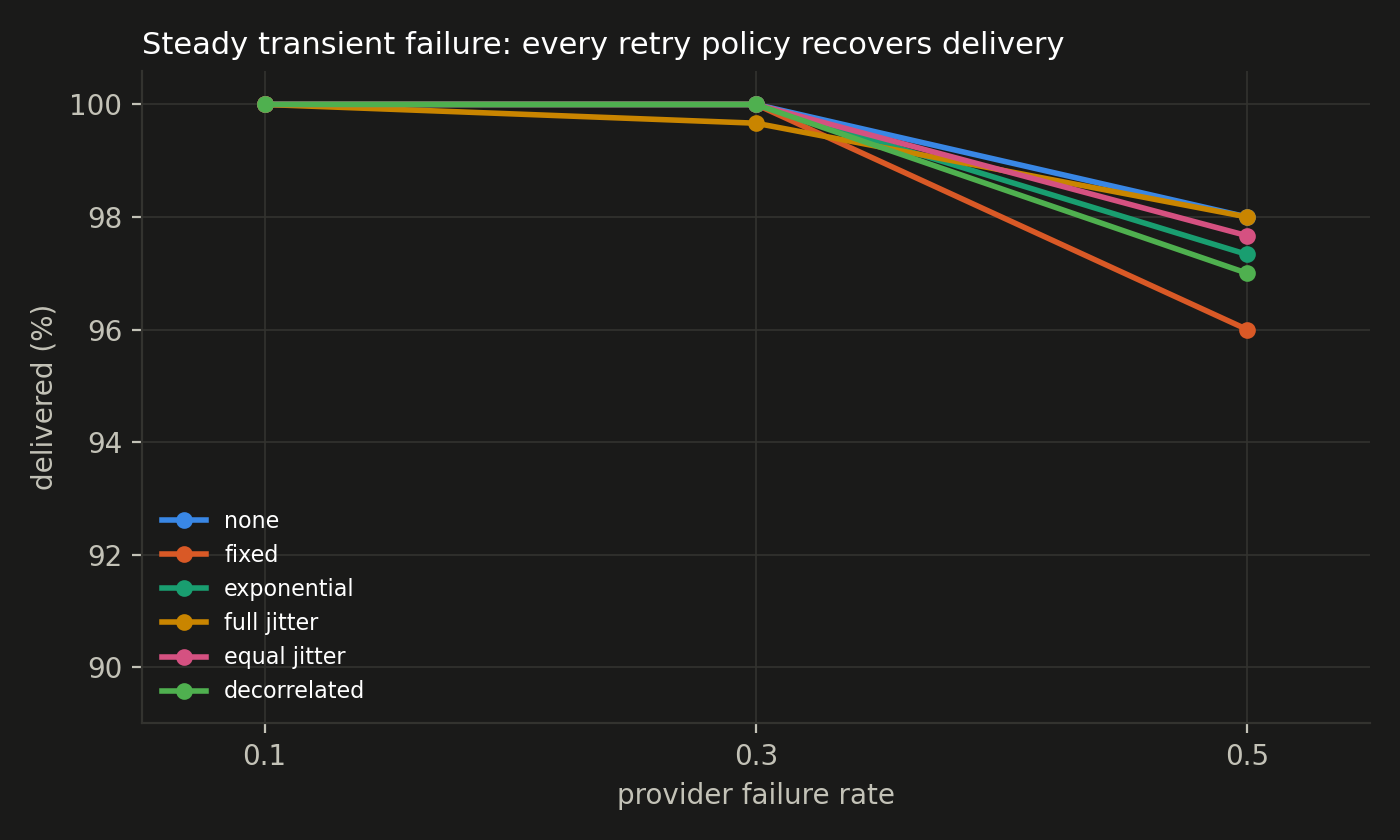 Steady transient failure: every retry policy recovers delivery
100
98
96
94
92
90
delivered (%)
none
fixed
exponential
full jitter
equal jitter
decorrelated
0.1
0.3
0.5
provider failure rate